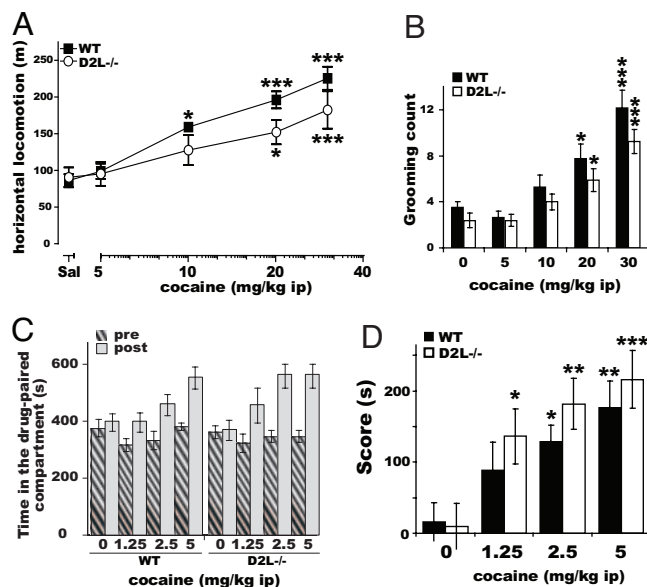 A
WT
D2L-/-
horizontal locomotion (m)
250
200
150
100
50
0
*
***
***
*
***
Sal
5
10
20
30
40
cocaine (mg/kg ip)
B
WT
D2L-/-
Grooming count
12
8
4
0
*
*
***
***
0 5 10 20 30
cocaine (mg/kg ip)
C
pre
post
Time in the drug-paired
compartment (s)
600
400
200
0
0 1.25 2.5 5 0 1.25 2.5 5
WT D2L-/-
cocaine (mg/kg ip)
D
WT
D2L-/-
Score (s)
200
100
0
*
*
**
**
***
0 1.25 2.5 5
cocaine (mg/kg ip)